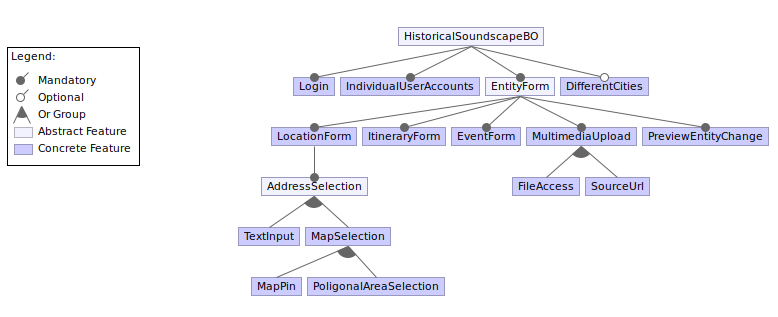 HistoricalSoundscapeBO
Legend:
Mandatory
Optional
Or Group
Abstract Feature
Concrete Feature
Login
IndividualUserAccounts
EntityForm
DifferentCities
LocationForm
ItineraryForm
EventForm
MultimediaUpload
PreviewEntityChange
AddressSelection
FileAccess
SourceUrl
TextInput
MapSelection
MapPin
PoligonalAreaSelection